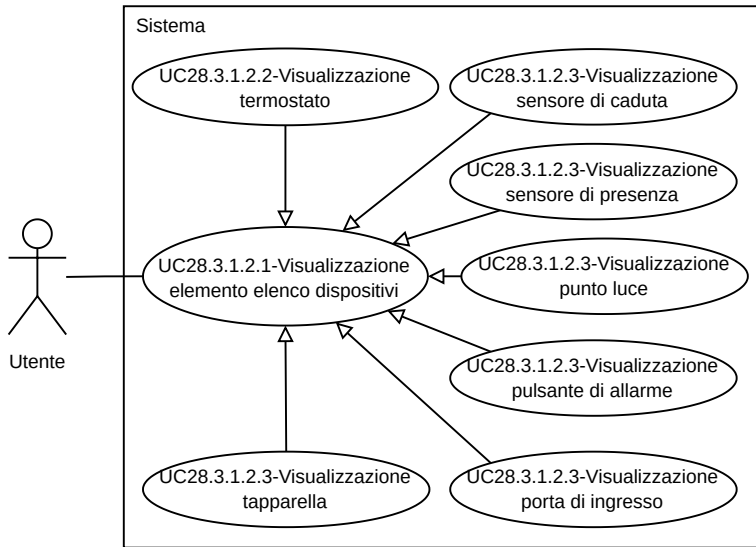 Sistema
UC28.3.1.2.2-Visualizzazione
termostato
UC28.3.1.2.3-Visualizzazione
sensore di caduta
UC28.3.1.2.3-Visualizzazione
sensore di presenza
UC28.3.1.2.1-Visualizzazione
elemento elenco dispositivi
UC28.3.1.2.3-Visualizzazione
punto luce
Utente
UC28.3.1.2.3-Visualizzazione
pulsante di allarme
UC28.3.1.2.3-Visualizzazione
tapparella
UC28.3.1.2.3-Visualizzazione
porta di ingresso